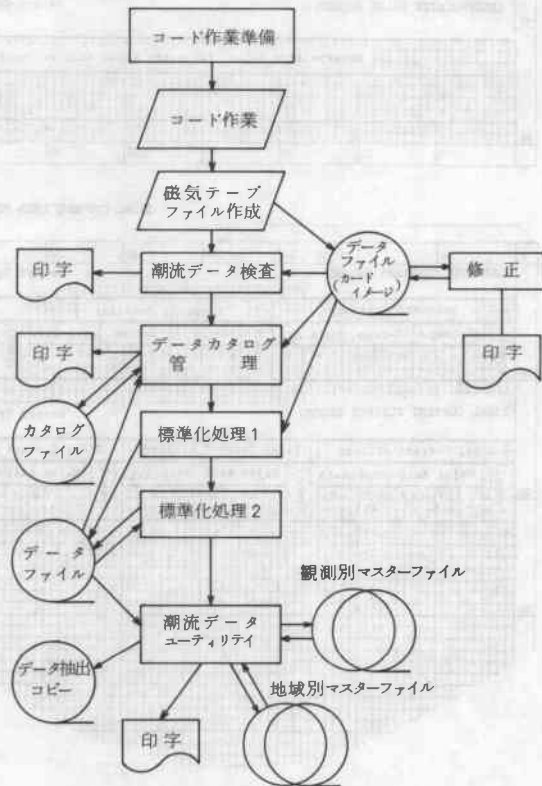 コード作業準備
コード作業
磁気テープ
ファイル作成
データ
ファイル
(カード
イメージ)
修正
印字
潮流データ検査
印字
印字
データカタログ
管理
カタログ
ファイル
標準化処理1
標準化処理2
データ
ファイル
観測別マスターファイル
潮流データ
ユーティリテイ
データ抽出
コピー
地域別マスターファイル
印字